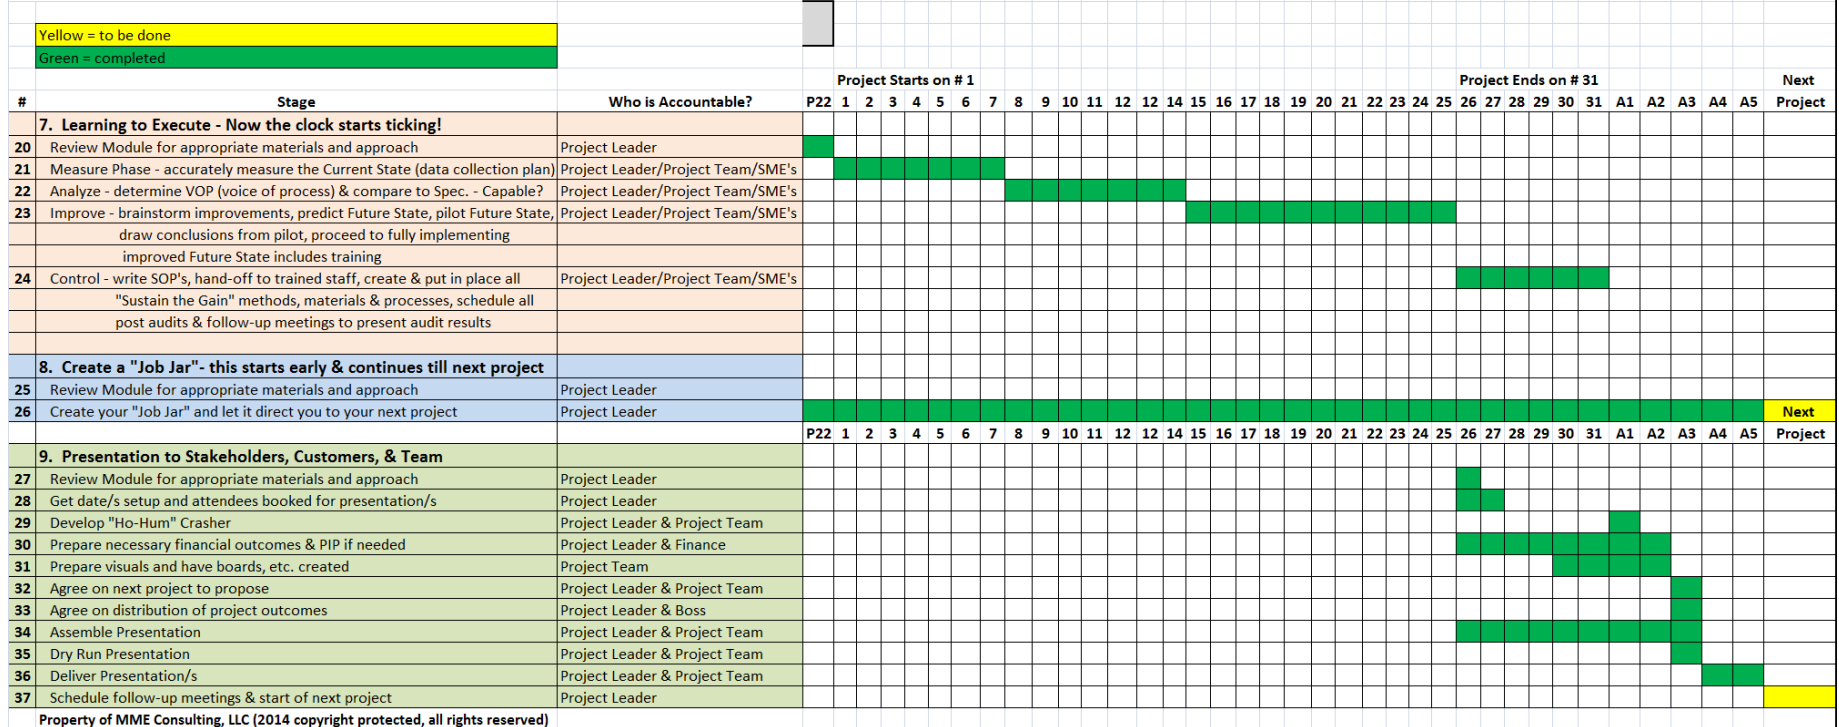 Yellow = to be done
Green = completed
Project Starts on # 1 Project Ends on # 31 Next
# Stage Who is Accountable? P22 1 2 3 4 5 6 7 8 9 10 11 12 12 14 15 16 17 18 19 20 21 22 23 24 25 26 27 28 29 30 31 A1 A2 A3 A4 A5 Project
7. Learning to Execute - Now the clock starts ticking!
20 Review Module for appropriate materials and approach Project Leader
21 Measure Phase - accurately measure the Current State (data collection plan) Project Leader/Project Team/SME's
22 Analyze - determine VOP (voice of process) & compare to Spec. - Capable? Project Leader/Project Team/SME's
23 Improve - brainstorm improvements, predict Future State, pilot Future State, Project Leader/Project Team/SME's
draw conclusions from pilot, proceed to fully implementing
improved Future State includes training
24 Control - write SOP's, hand-off to trained staff, create & put in place all Project Leader/Project Team/SME's
"Sustain the Gain" methods, materials & processes, schedule all
post audits & follow-up meetings to present audit results
8. Create a "Job Jar"- this starts early & continues till next project
25 Review Module for appropriate materials and approach Project Leader
26 Create your "Job Jar" and let it direct you to your next project Project Leader Next
P22 1 2 3 4 5 6 7 8 9 10 11 12 12 14 15 16 17 18 19 20 21 22 23 24 25 26 27 28 29 30 31 A1 A2 A3 A4 A5 Project
9. Presentation to Stakeholders, Customers, & Team
27 Review Module for appropriate materials and approach Project Leader
28 Get date/s setup and attendees booked for presentation/s Project Leader
29 Develop "Ho-Hum" Crasher Project Leader & Project Team
30 Prepare necessary financial outcomes & PIP if needed Project Leader & Finance
31 Prepare visuals and have boards, etc. created Project Team
32 Agree on next project to propose Project Leader & Project Team
33 Agree on distribution of project outcomes Project Leader & Boss
34 Assemble Presentation Project Leader & Project Team
35 Dry Run Presentation Project Leader & Project Team
36 Deliver Presentation/s Project Leader & Project Team
37 Schedule follow-up meetings & start of next project Project Leader
Property of MME Consulting, LLC (2014 copyright protected, all rights reserved)